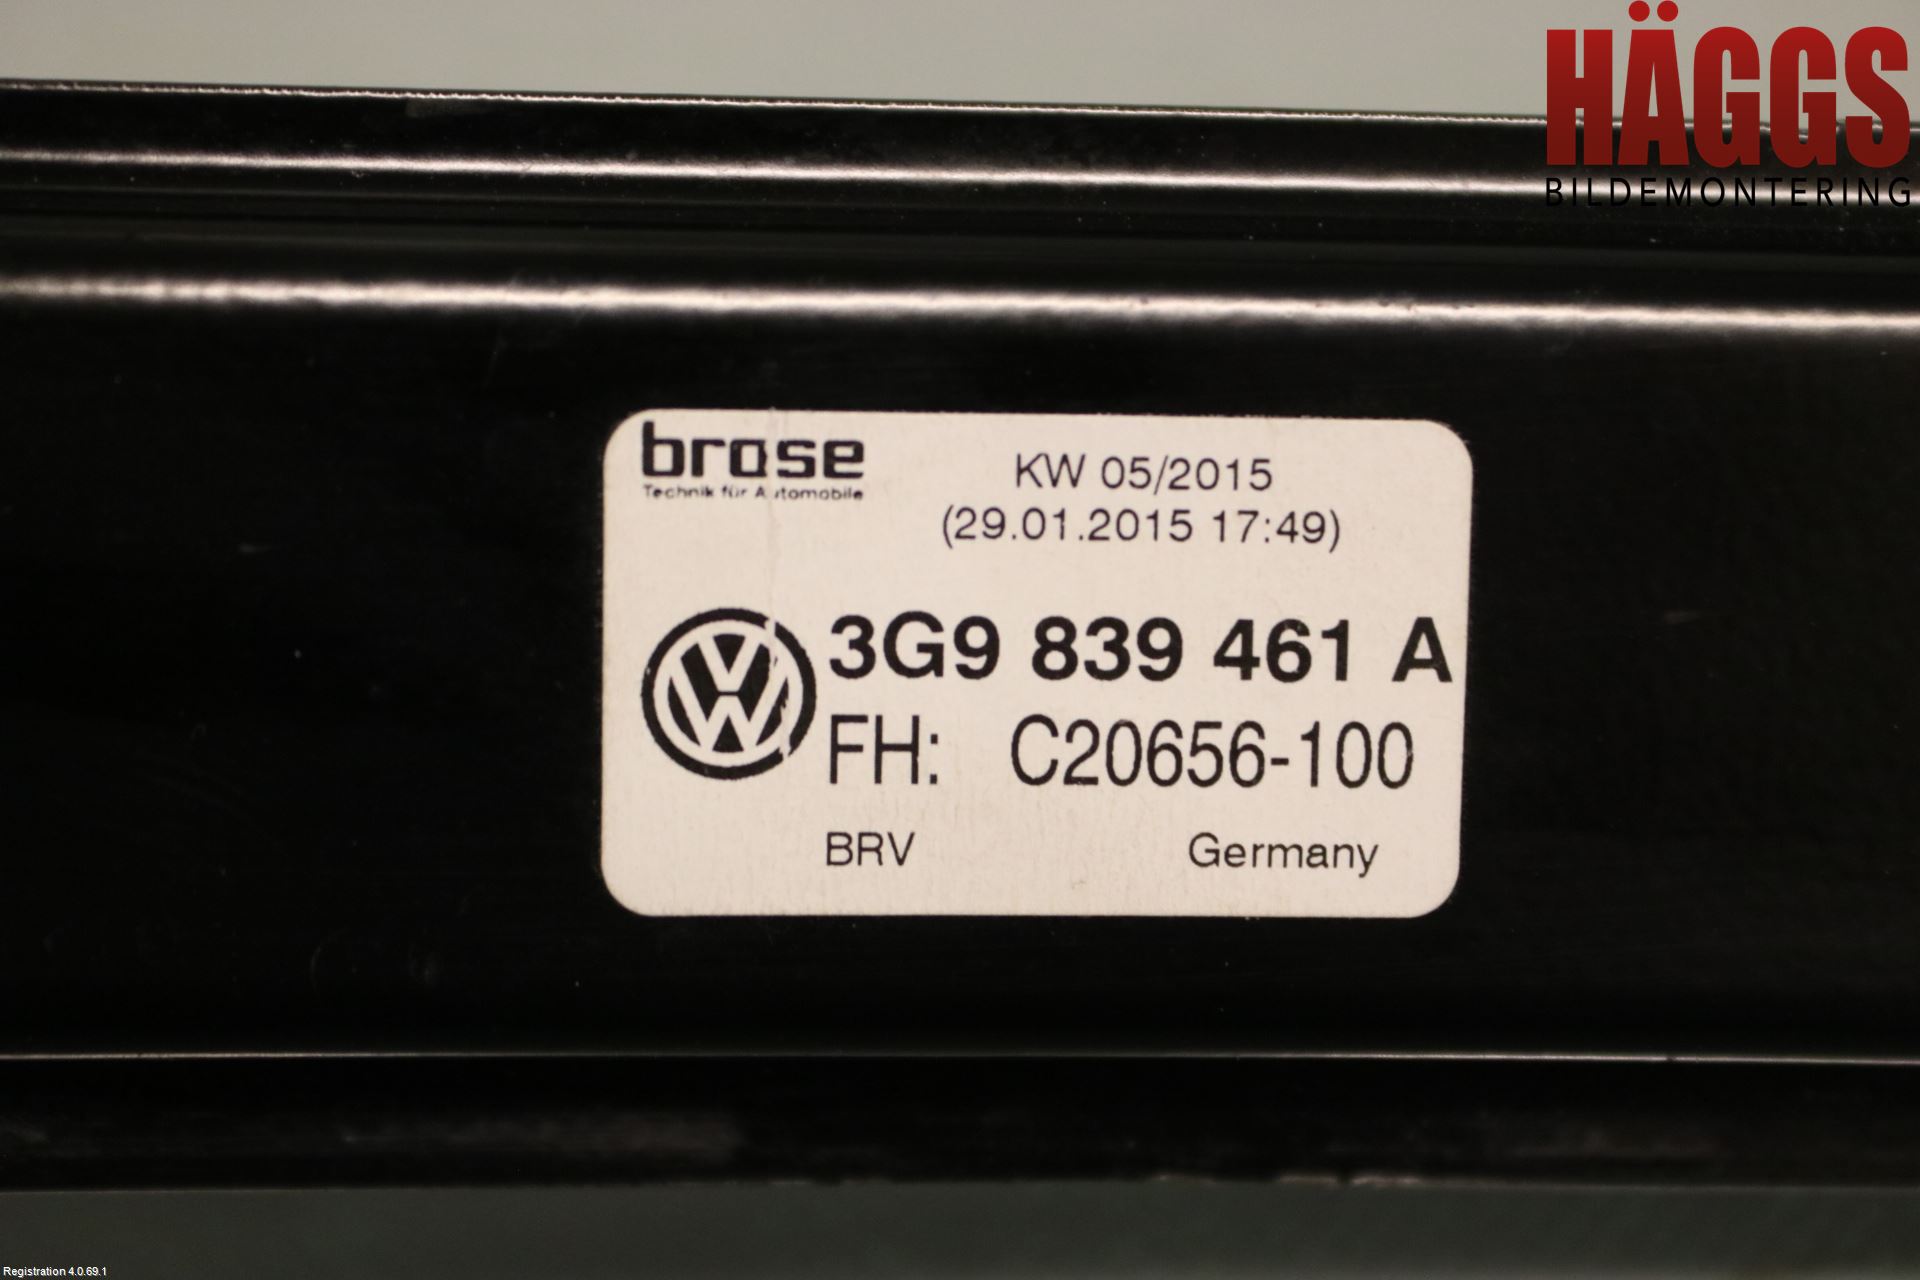 HÄGGS
BILDEMONTERING
brose
Technik für Automobile
KW 05/2015
(29.01.2015 17:49)
3G9 839 461 A
FH: C20656-100
BRV Germany
Registration 4.0.69.1